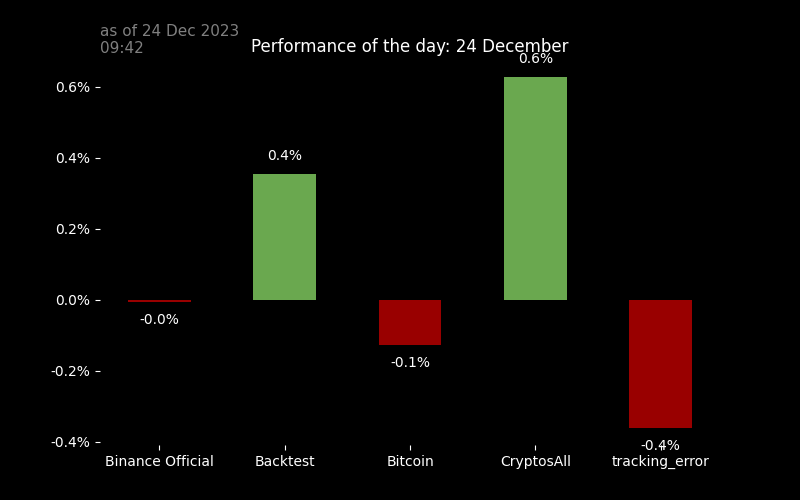 as of 24 Dec 2023
09:42
Performance of the day: 24 December
0.6%
0.6%
0.4%
0.4%
0.2%
0.0%
-0.0%
-0.1%
-0.2%
-0.4%
-0.4%
Binance Official
Backtest
Bitcoin
CryptosAll
tracking_error